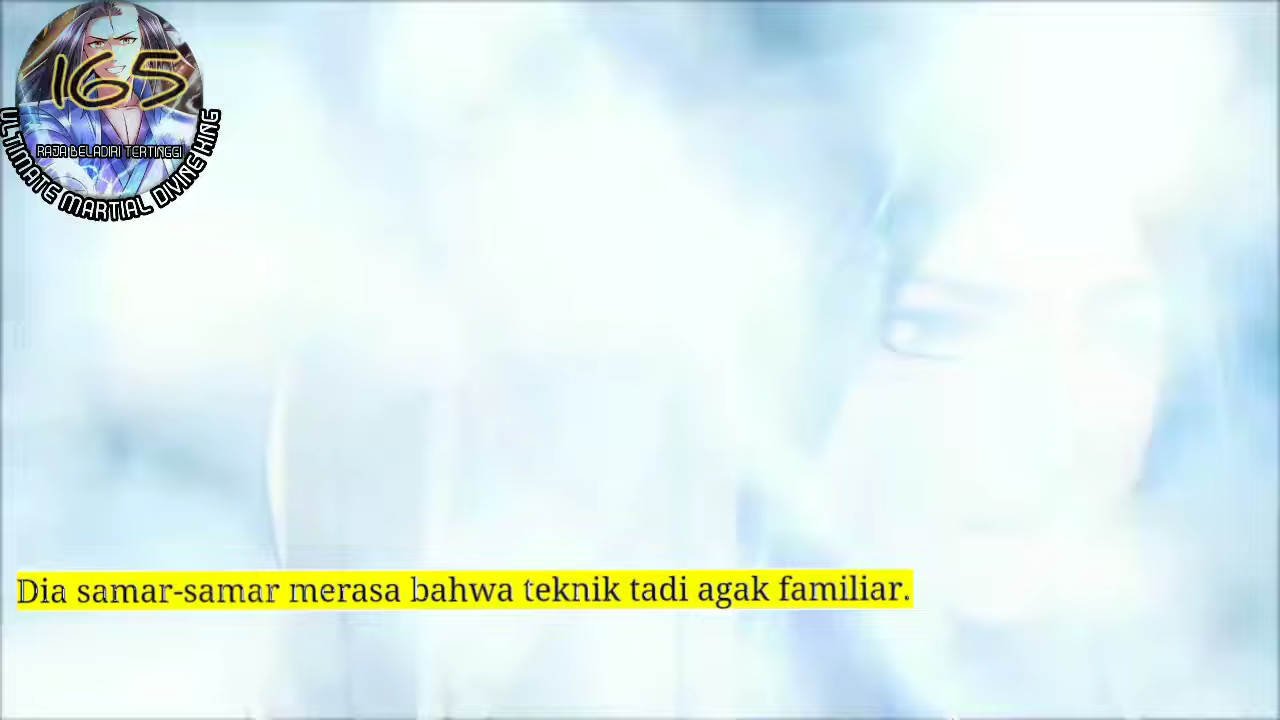 165
RAJA BELADIRI TERTINGGI
ULTIMATE MARTIAL DIVINE KING
Dia samar-samar merasa bahwa teknik tadi agak familiar.